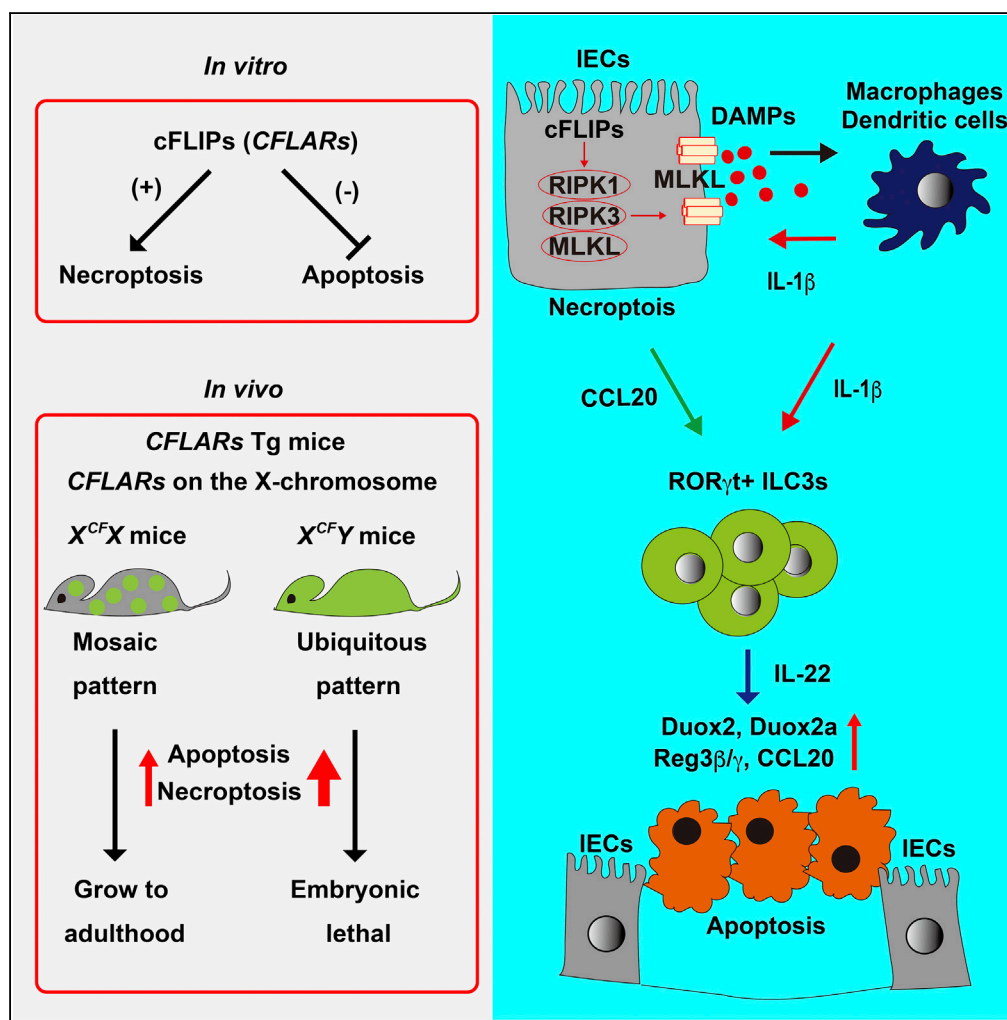 In vitro
cFLIPs (CFLARs)
(+)
(-)
Necroptosis
Apoptosis
In vivo
CFLARs Tg mice
CFLARs on the X-chromosome
X^CF X mice
X^CF Y mice
Mosaic
pattern
Ubiquitous
pattern
Apoptosis
Necroptosis
Grow to
adulthood
Embryonic
lethal
IECs
cFLIPs
RIPK1
RIPK3
MLKL
MLKL
DAMPs
Macrophages
Dendritic cells
IL-1β
Necroptois
CCL20
IL-1β
RORγt+ ILC3s
IL-22
Duox2, Duox2a
Reg3β/γ, CCL20
IECs
IECs
Apoptosis